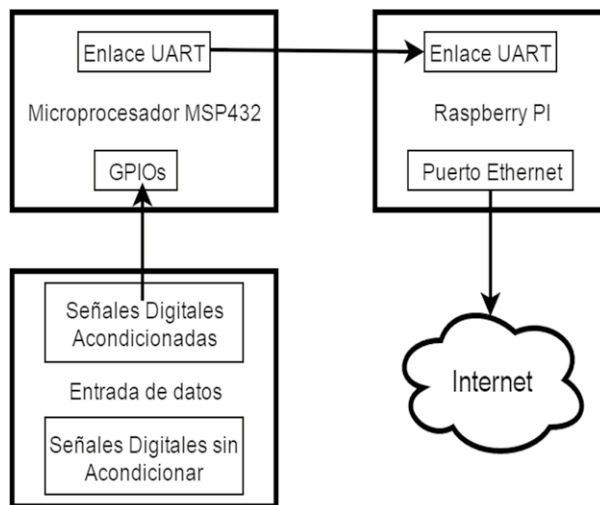 Enlace UART
Microprocesador MSP432
GPIOs
Enlace UART
Raspberry PI
Puerto Ethernet
Señales Digitales
Acondicionadas
Entrada de datos
Señales Digitales sin
Acondicionar
Internet